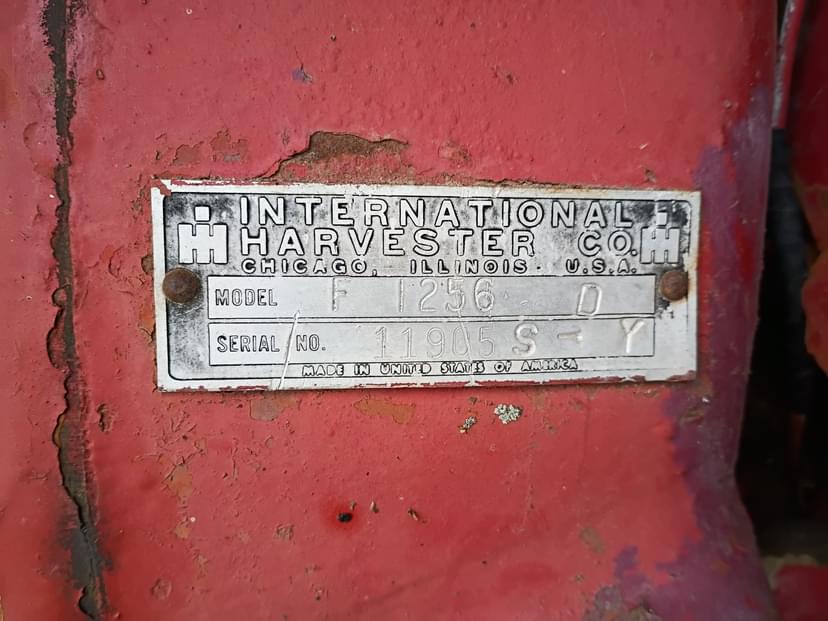 INTERNATIONAL
HARVESTER CO.
CHICAGO, ILLINOIS - U.S.A.
MODEL F 1256 D
SERIAL NO. 11905 S-Y
MADE IN UNITED STATES OF AMERICA